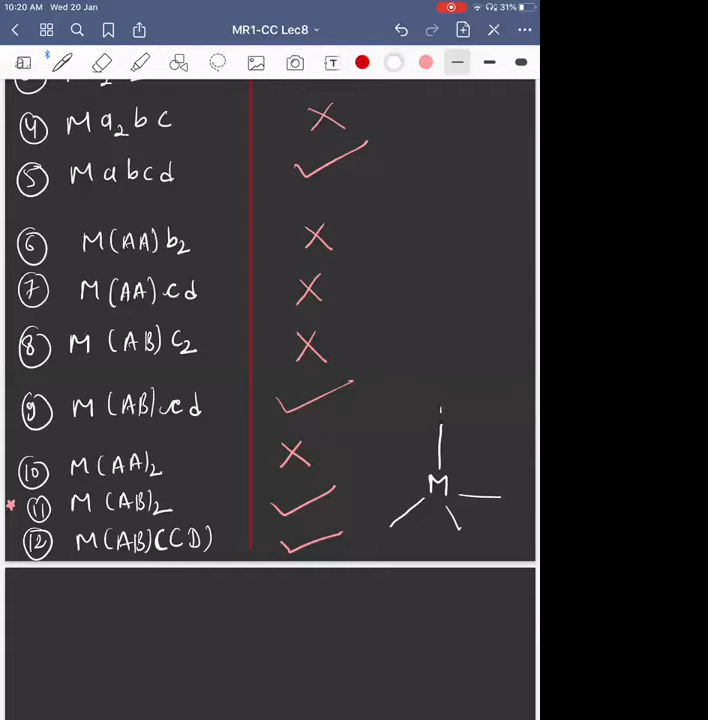 10:20 AM Wed 20 Jan
31%
MR1-CC Lec8
T
④ Ma₂bc ×
⑤ Mabcd ✓
⑥ M(AA)b₂ ×
⑦ M(AA)cd ×
⑧ M(AB)c₂ ×
⑨ M(AB)cd ✓
⑩ M(AA)₂ ×
* ⑪ M(AB)₂ ✓
⑫ M(AB)(CD) ✓
M